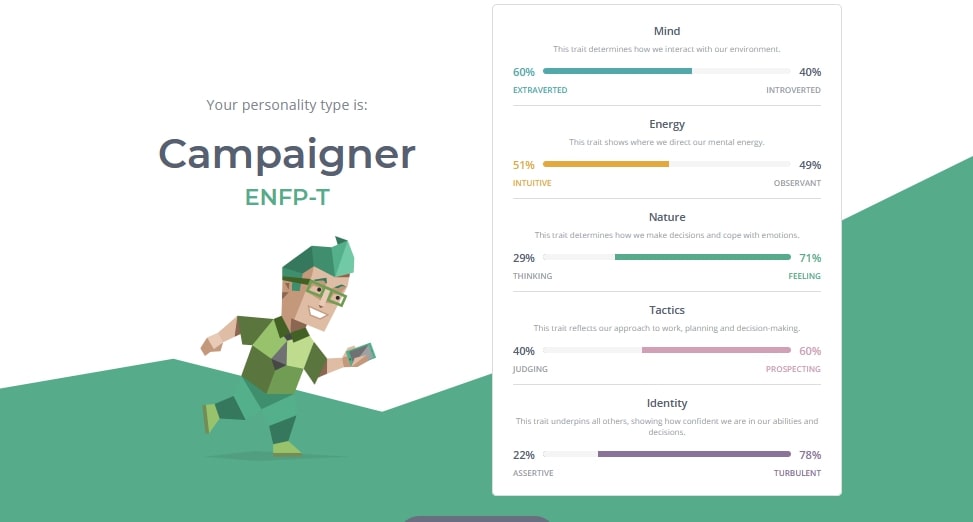 Your personality type is:
Campaigner
ENFP-T
Mind
This trait determines how we interact with our environment.
60% 40%
EXTRAVERTED INTROVERTED
Energy
This trait shows where we direct our mental energy.
51% 49%
INTUITIVE OBSERVANT
Nature
This trait determines how we make decisions and cope with emotions.
29% 71%
THINKING FEELING
Tactics
This trait reflects our approach to work, planning and decision-making.
40% 60%
JUDGING PROSPECTING
Identity
This trait underpins all others, showing how confident we are in our abilities and
decisions.
22% 78%
ASSERTIVE TURBULENT